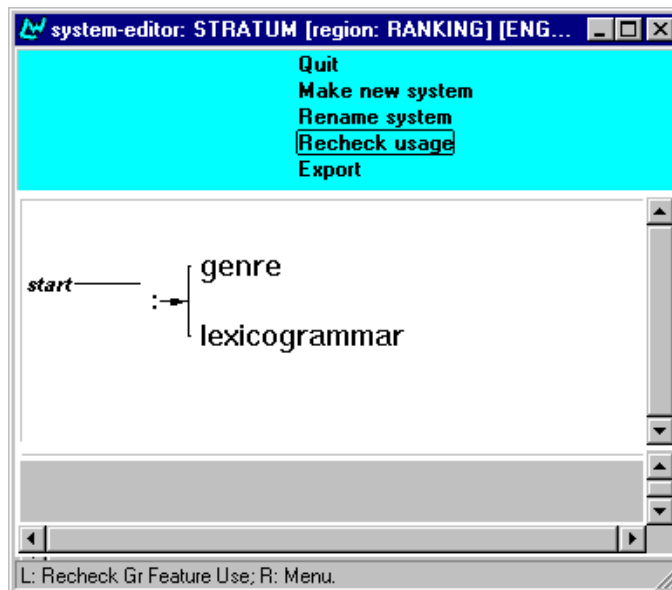 system-editor: STRATUM [region: RANKING] [ENG...
Quit
Make new system
Rename system
Recheck usage
Export
genre
start
:
lexicogrammar
L: Recheck Gr Feature Use; R: Menu.